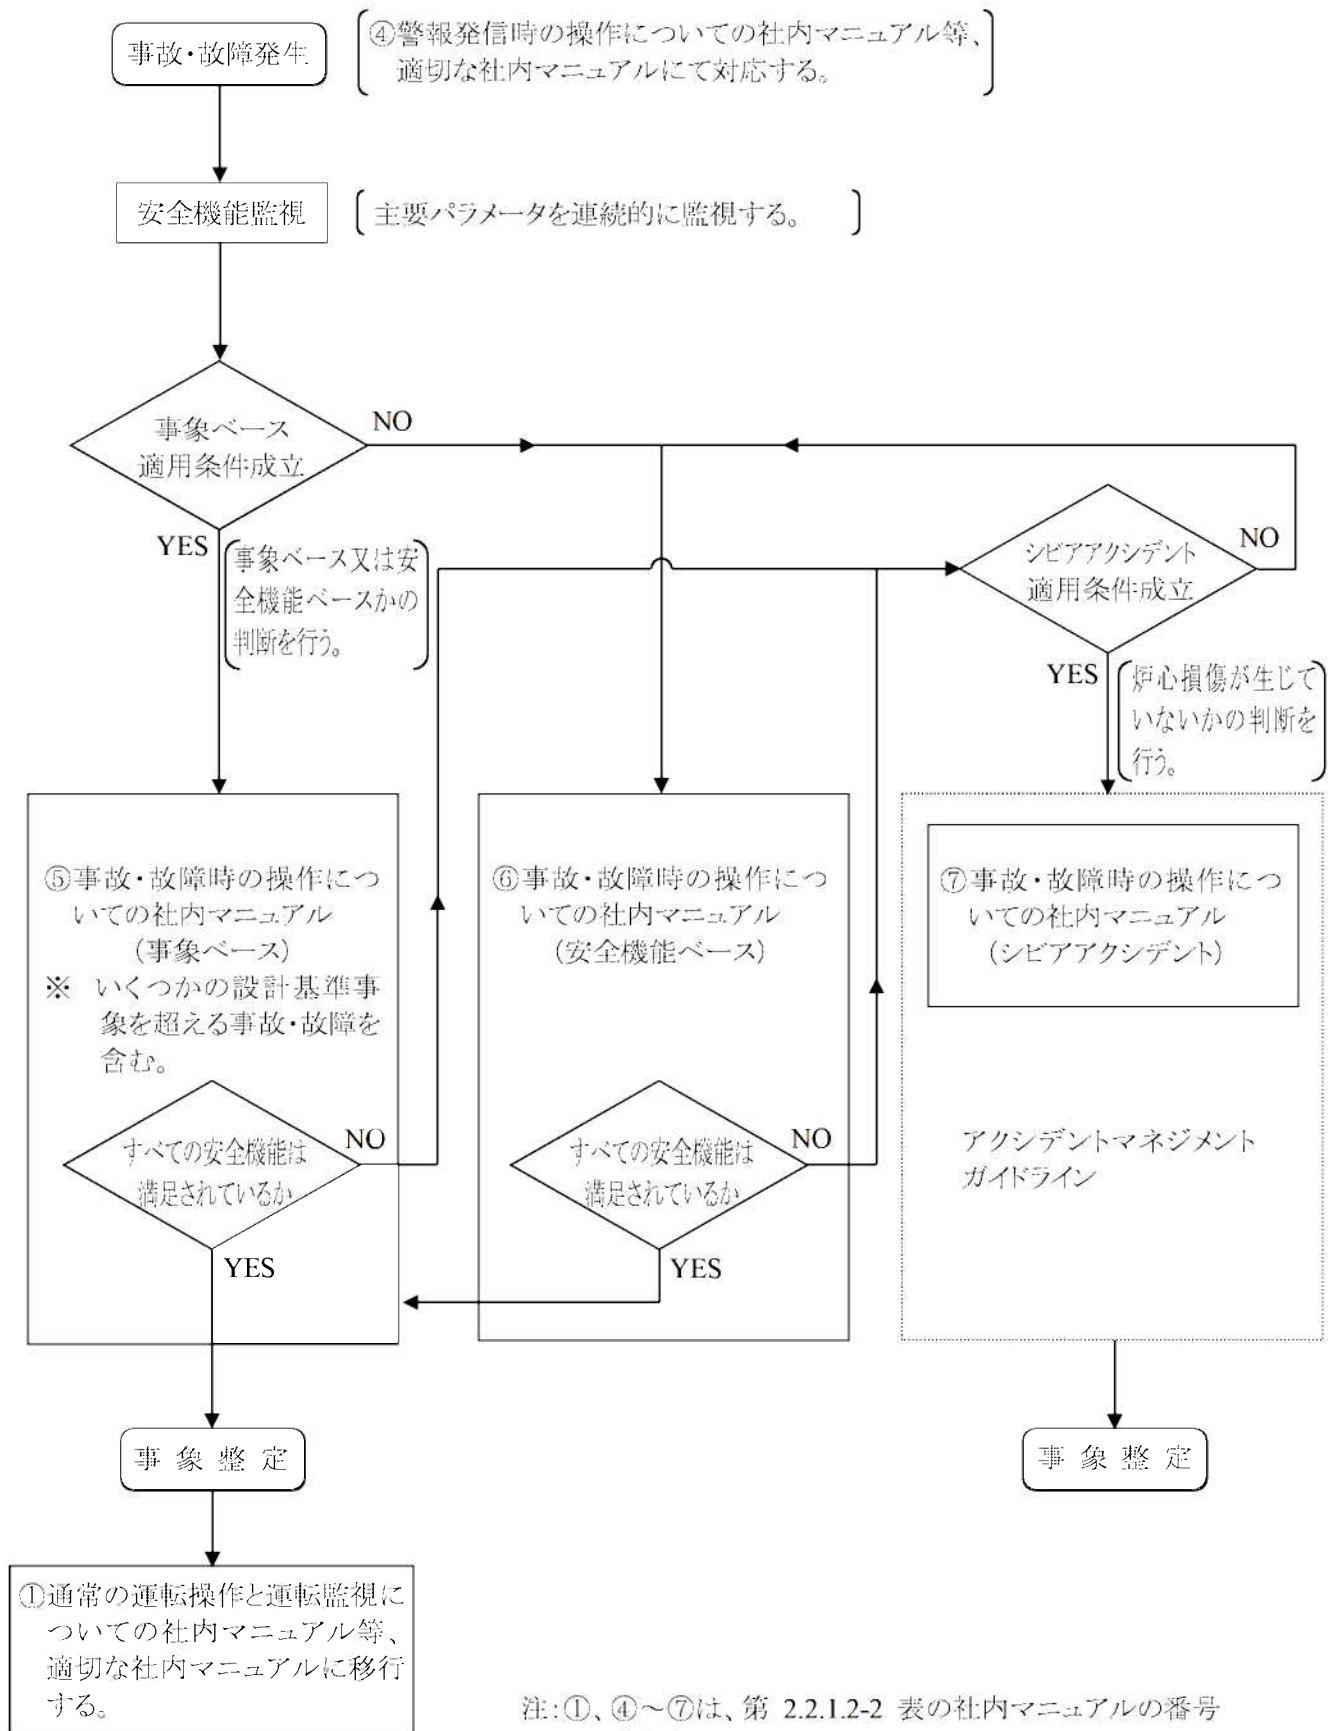 事故・故障発生
④警報発信時の操作についての社内マニュアル等、
適切な社内マニュアルにて対応する。
安全機能監視
主要パラメータを連続的に監視する。
事象ベース
適用条件成立
NO
YES
事象ベース又は安
全機能ベースかの
判断を行う。
シビアアクシデント
適用条件成立
NO
YES
炉心損傷が生じて
いないかの判断を
行う。
⑤事故・故障時の操作につ
いての社内マニュアル
(事象ベース)
※ いくつかの設計基準事
象を超える事故・故障を
含む。
すべての安全機能は
満足されているか
NO
YES
⑥事故・故障時の操作につ
いての社内マニュアル
(安全機能ベース)
すべての安全機能は
満足されているか
NO
YES
⑦事故・故障時の操作につ
いての社内マニュアル
(シビアアクシデント)
アクシデントマネジメント
ガイドライン
事 象 整 定
事 象 整 定
①通常の運転操作と運転監視に
ついての社内マニュアル等、
適切な社内マニュアルに移行
する。
注:①、④～⑦は、第 2.2.1.2-2 表の社内マニュアルの番号